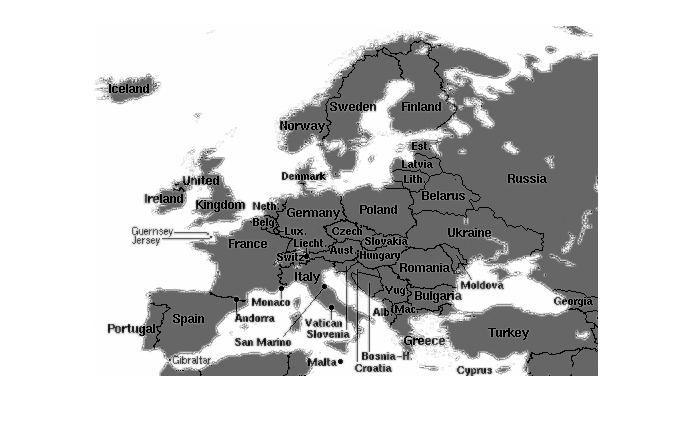 Iceland
Sweden
Finland
Norway
Est.
Latvia
Lith.
Denmark
Russia
United
Kingdom
Ireland
Belarus
Neth.
Germany
Poland
Belg.
Guernsey
Jersey
Lux.
Czech
Ukraine
France
Liecht.
Slovakia
Switz
Aust.
Hungary
Italy
Romania
Moldova
Monaco
Yug
Bulgaria
Georgia
Andorra
Spain
Portugal
Alb.
Mac.
Vatican
Slovenia
San Marino
Greece
Turkey
Gibraltar
Malta
Bosnia-H.
Croatia
Cyprus